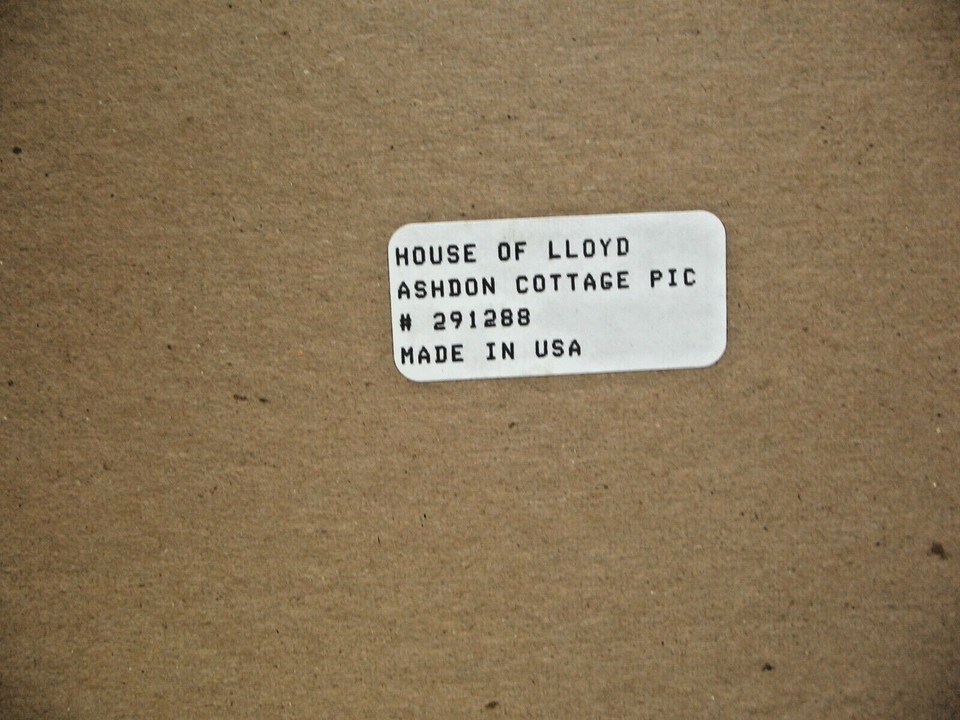 HOUSE OF LLOYD
ASHDON COTTAGE PIC
# 291288
MADE IN USA